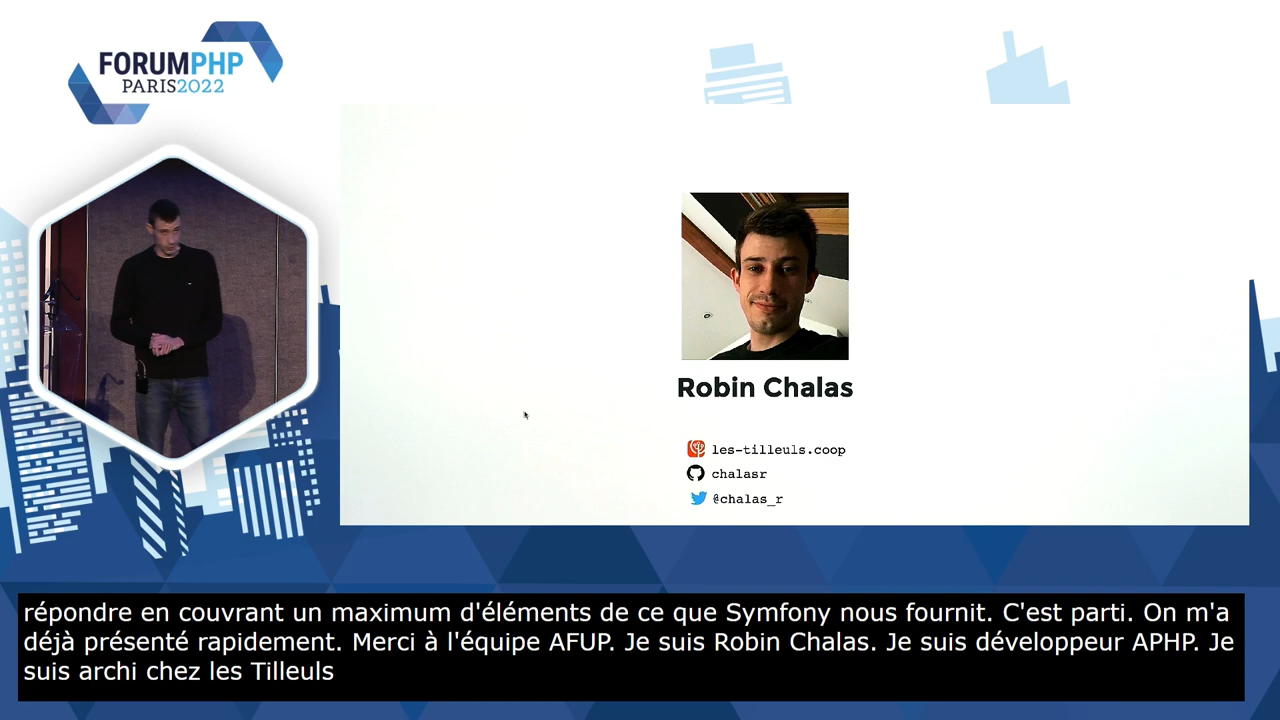 FORUMPHP
PARIS2022
Robin Chalas
les-tilleuls.coop
chalasr
@chalas_r
répondre en couvrant un maximum d'éléments de ce que Symfony nous fournit. C'est parti. On m'a
déjà présenté rapidement. Merci à l'équipe AFUP. Je suis Robin Chalas. Je suis développeur APHP. Je
suis archi chez les Tilleuls